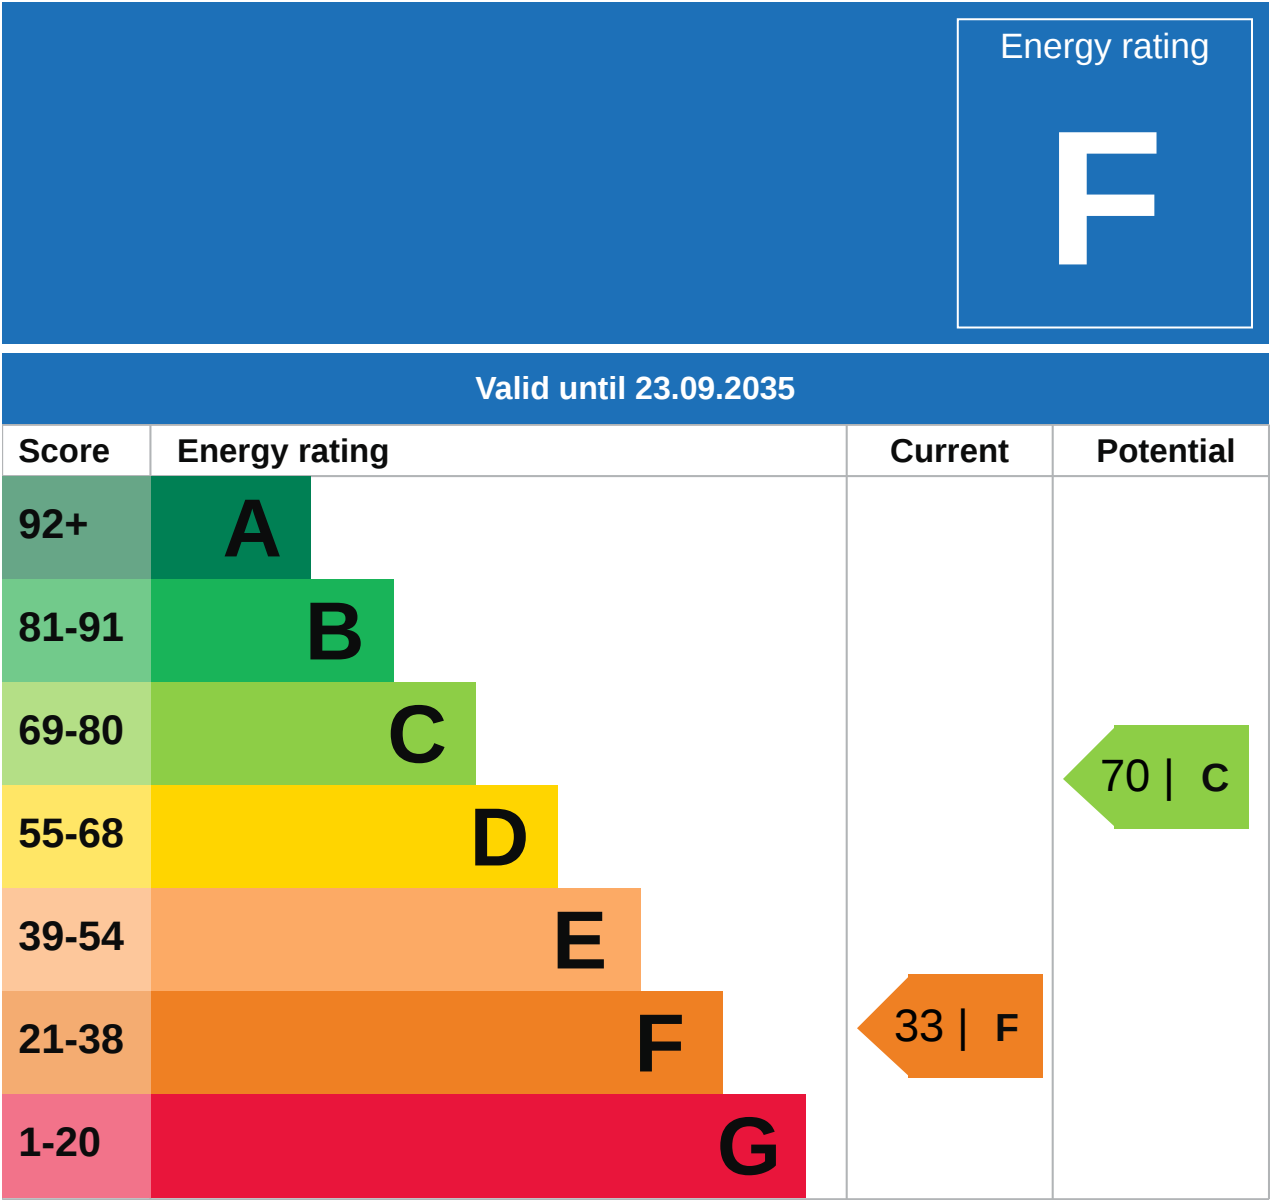 Energy rating
F
Valid until 23.09.2035
Score Energy rating Current Potential
92+ A
81-91 B
69-80 C
70 | C
55-68 D
39-54 E
21-38 F
33 | F
1-20 G